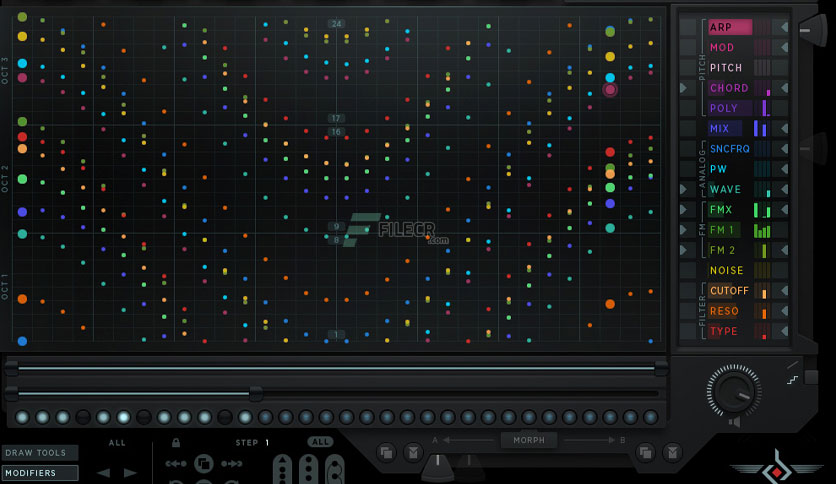 OCT 3
OCT 2
OCT 1
24
17
16
9
8
1
FILECR
.com
PITCH
ANALOG
FM
FILTER
ARP
MOD
PITCH
CHORD
POLY
MIX
SNCFRQ
PW
WAVE
FMX
FM 1
FM 2
NOISE
CUTOFF
RESO
TYPE
DRAW TOOLS
MODIFIERS
ALL
STEP 1
ALL
A
MORPH
B